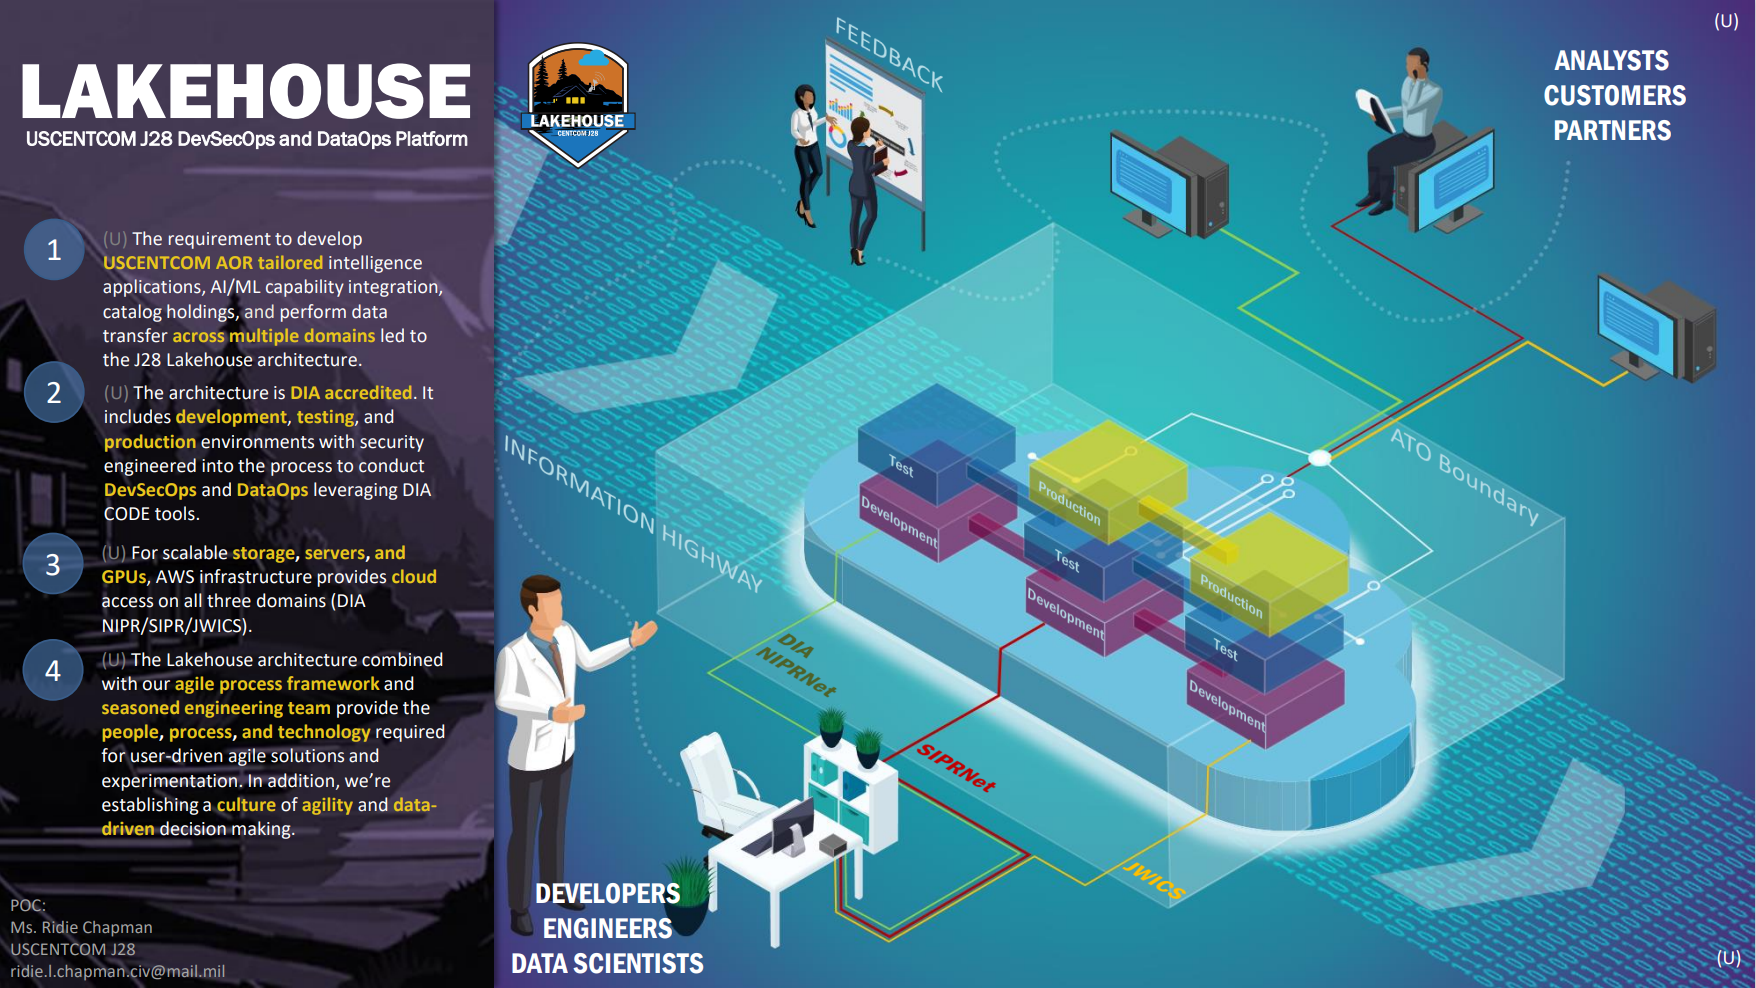 (U)
LAKEHOUSE
USCENTCOM J28 DevSecOps and DataOps Platform
1
(U) The requirement to develop
USCENTCOM AOR tailored intelligence
applications, AI/ML capability integration,
catalog holdings, and perform data
transfer across multiple domains led to
the J28 Lakehouse architecture.
2
(U) The architecture is DIA accredited. It
includes development, testing, and
production environments with security
engineered into the process to conduct
DevSecOps and DataOps leveraging DIA
CODE tools.
3
(U) For scalable storage, servers, and
GPUs, AWS infrastructure provides cloud
access on all three domains (DIA
NIPR/SIPR/JWICS).
4
(U) The Lakehouse architecture combined
with our agile process framework and
seasoned engineering team provide the
people, process, and technology required
for user-driven agile solutions and
experimentation. In addition, we're
establishing a culture of agility and data-
driven decision making.
POC:
Ms. Ridie Chapman
USCENTCOM J28
ridie.l.chapman.civ@mail.mil
LAKEHOUSE
CENTCOM J28
FEEDBACK
ANALYSTS
CUSTOMERS
PARTNERS
INFORMATION HIGHWAY
ATO Boundary
Test
Development
Production
Test
Development
Production
Test
Development
DIA
NIPRNet
SIPRNet
JWICS
DEVELOPERS
ENGINEERS
DATA SCIENTISTS
(U)